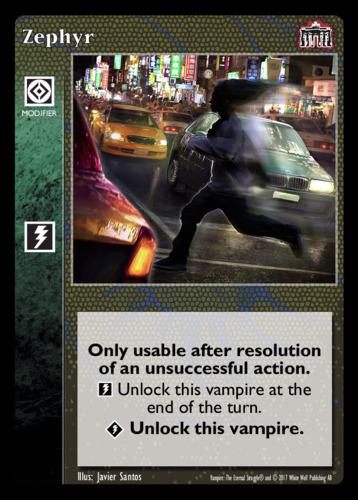 Zephyr
MODIFIER
Only usable after resolution
of an unsuccessful action.
Unlock this vampire at the
end of the turn.
Unlock this vampire.
Illus: Javier Santos
Vampire: The Eternal Struggle® and © 2017 White Wolf Publishing AB